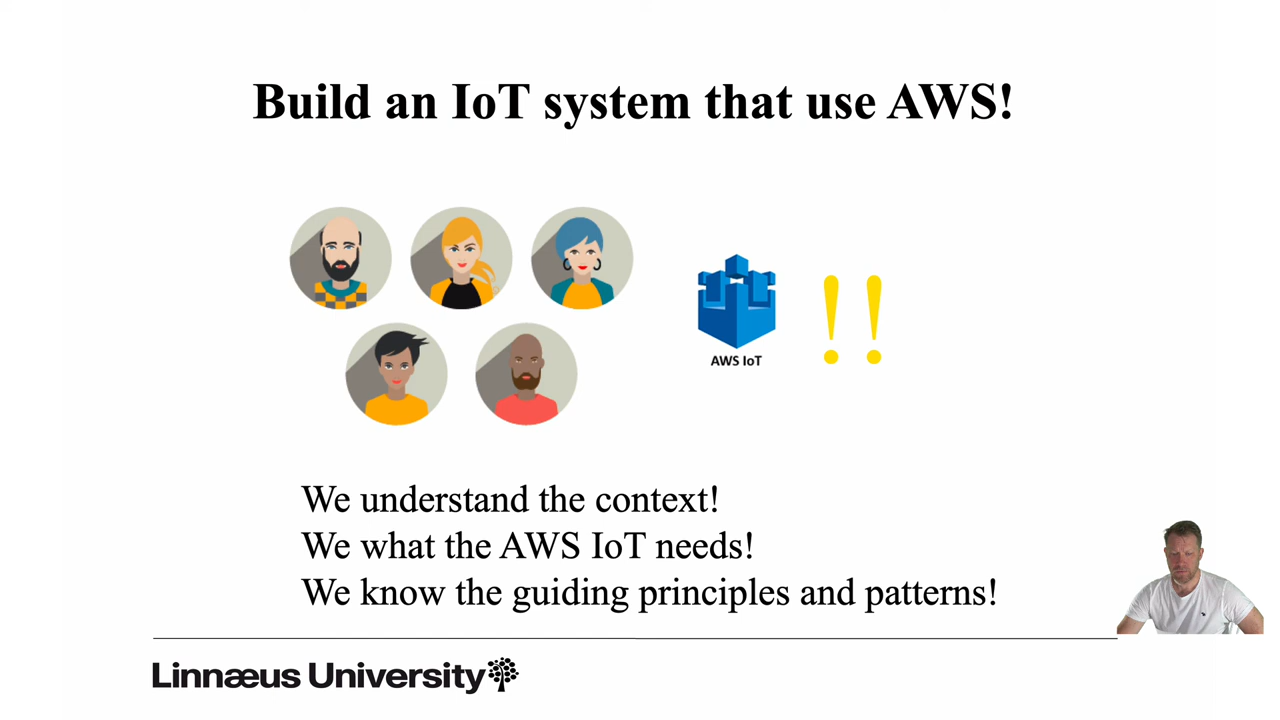 Build an IoT system that use AWS!
AWS IoT
!!
We understand the context!
We what the AWS IoT needs!
We know the guiding principles and patterns!
Linnæus University